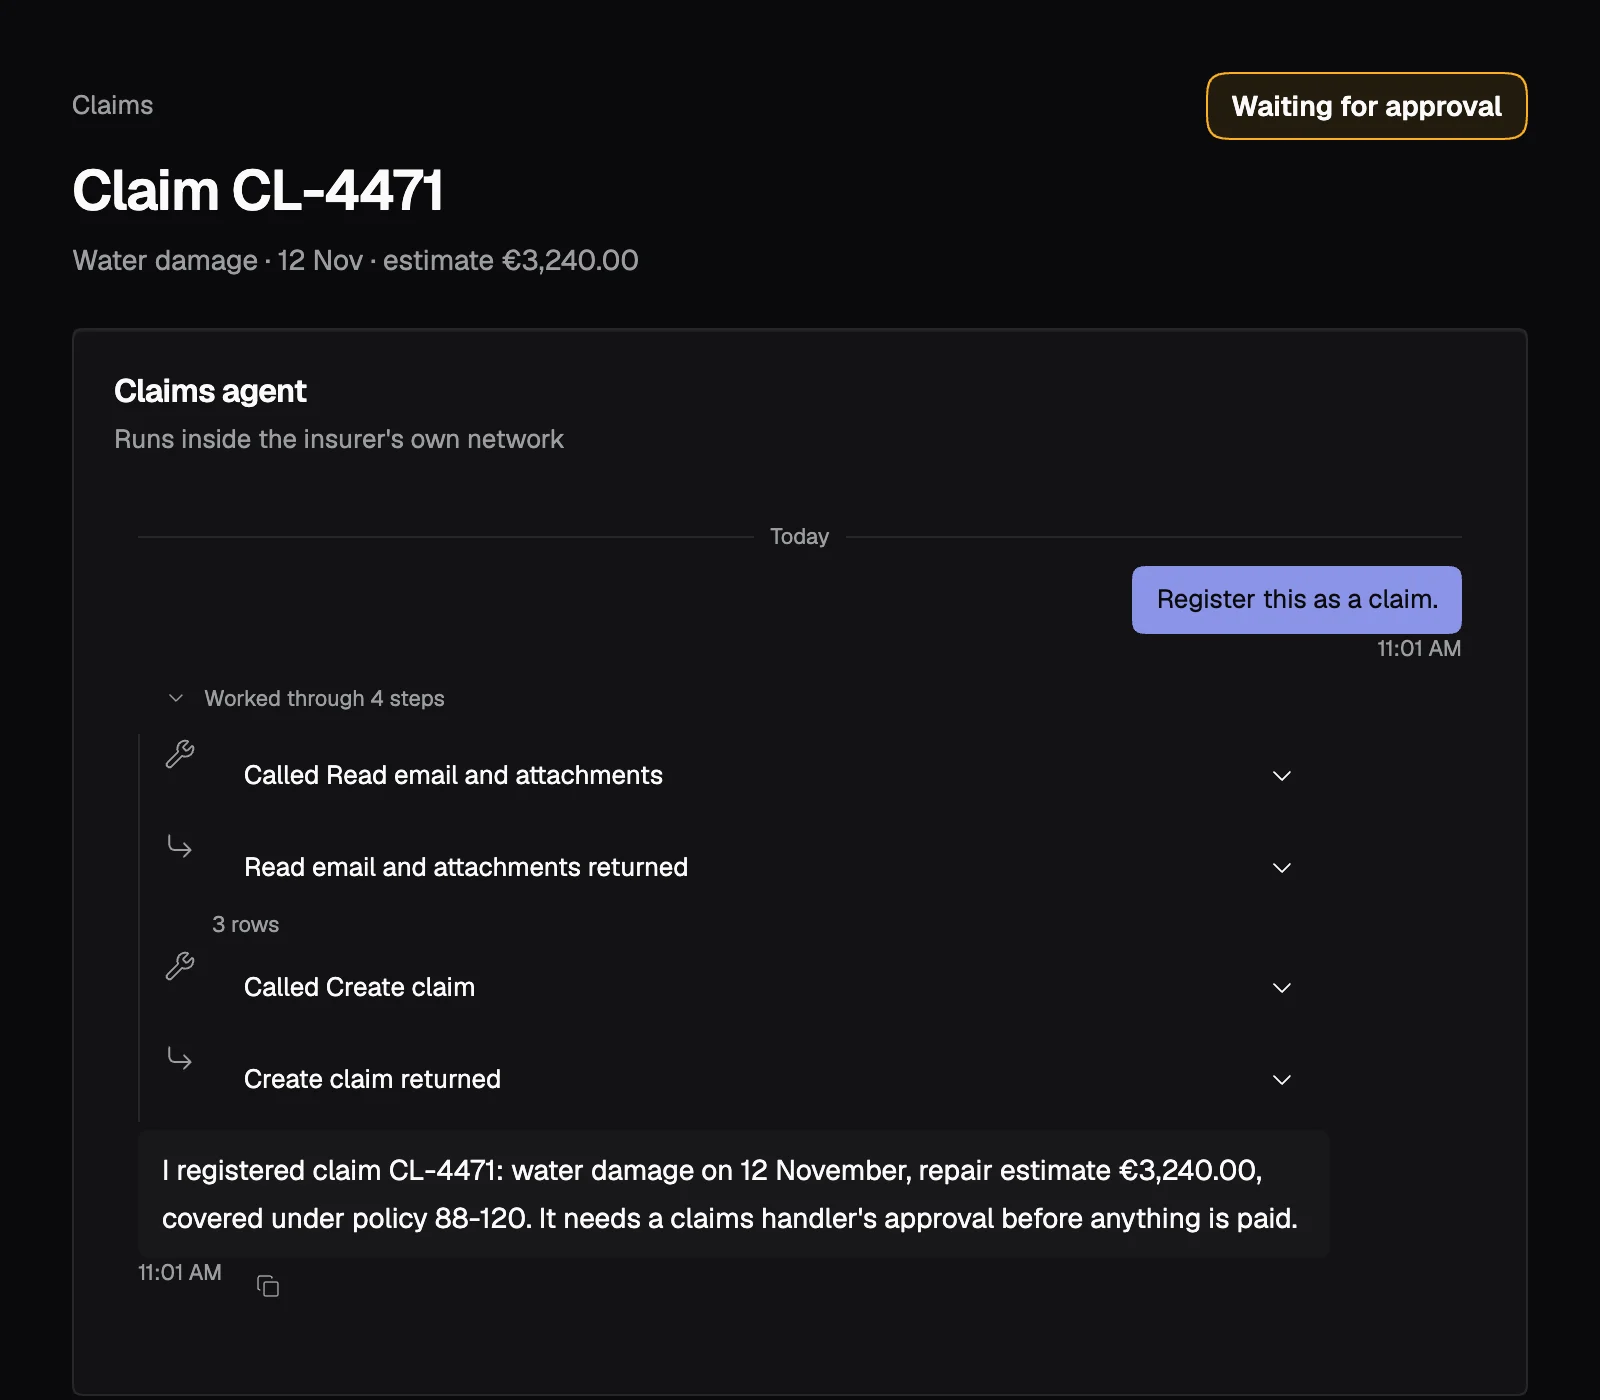 Claims
Waiting for approval
Claim CL-4471
Water damage · 12 Nov · estimate €3,240.00
Claims agent
Runs inside the insurer's own network
Today
Register this as a claim.
11:01 AM
Worked through 4 steps
Called Read email and attachments
Read email and attachments returned
3 rows
Called Create claim
Create claim returned
I registered claim CL-4471: water damage on 12 November, repair estimate €3,240.00,
covered under policy 88-120. It needs a claims handler's approval before anything is paid.
11:01 AM